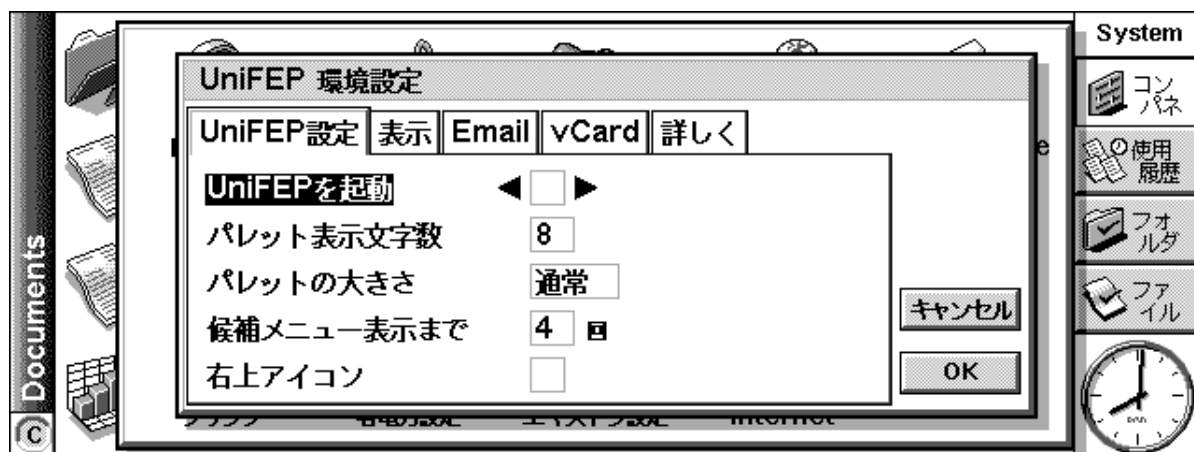 System
UniFEP 環境設定
UniFEP設定 表示 Email vCard 詳しく
UniFEPを起動
パレット表示文字数 8
パレットの大きさ 通常
候補メニュー表示まで 4 回
右上アイコン
キャンセル
OK
コン
パネ
使用
履歴
フォ
ルダ
ファ
イル
Documents
C
e
Internet